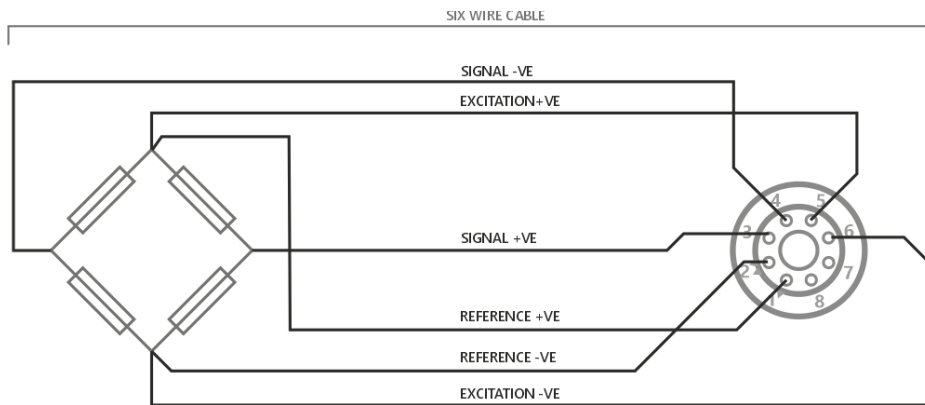 SIX WIRE CABLE
SIGNAL -VE
EXCITATION+VE
4 5
3 6
SIGNAL +VE
2 7
1 8
REFERENCE +VE
REFERENCE -VE
EXCITATION -VE